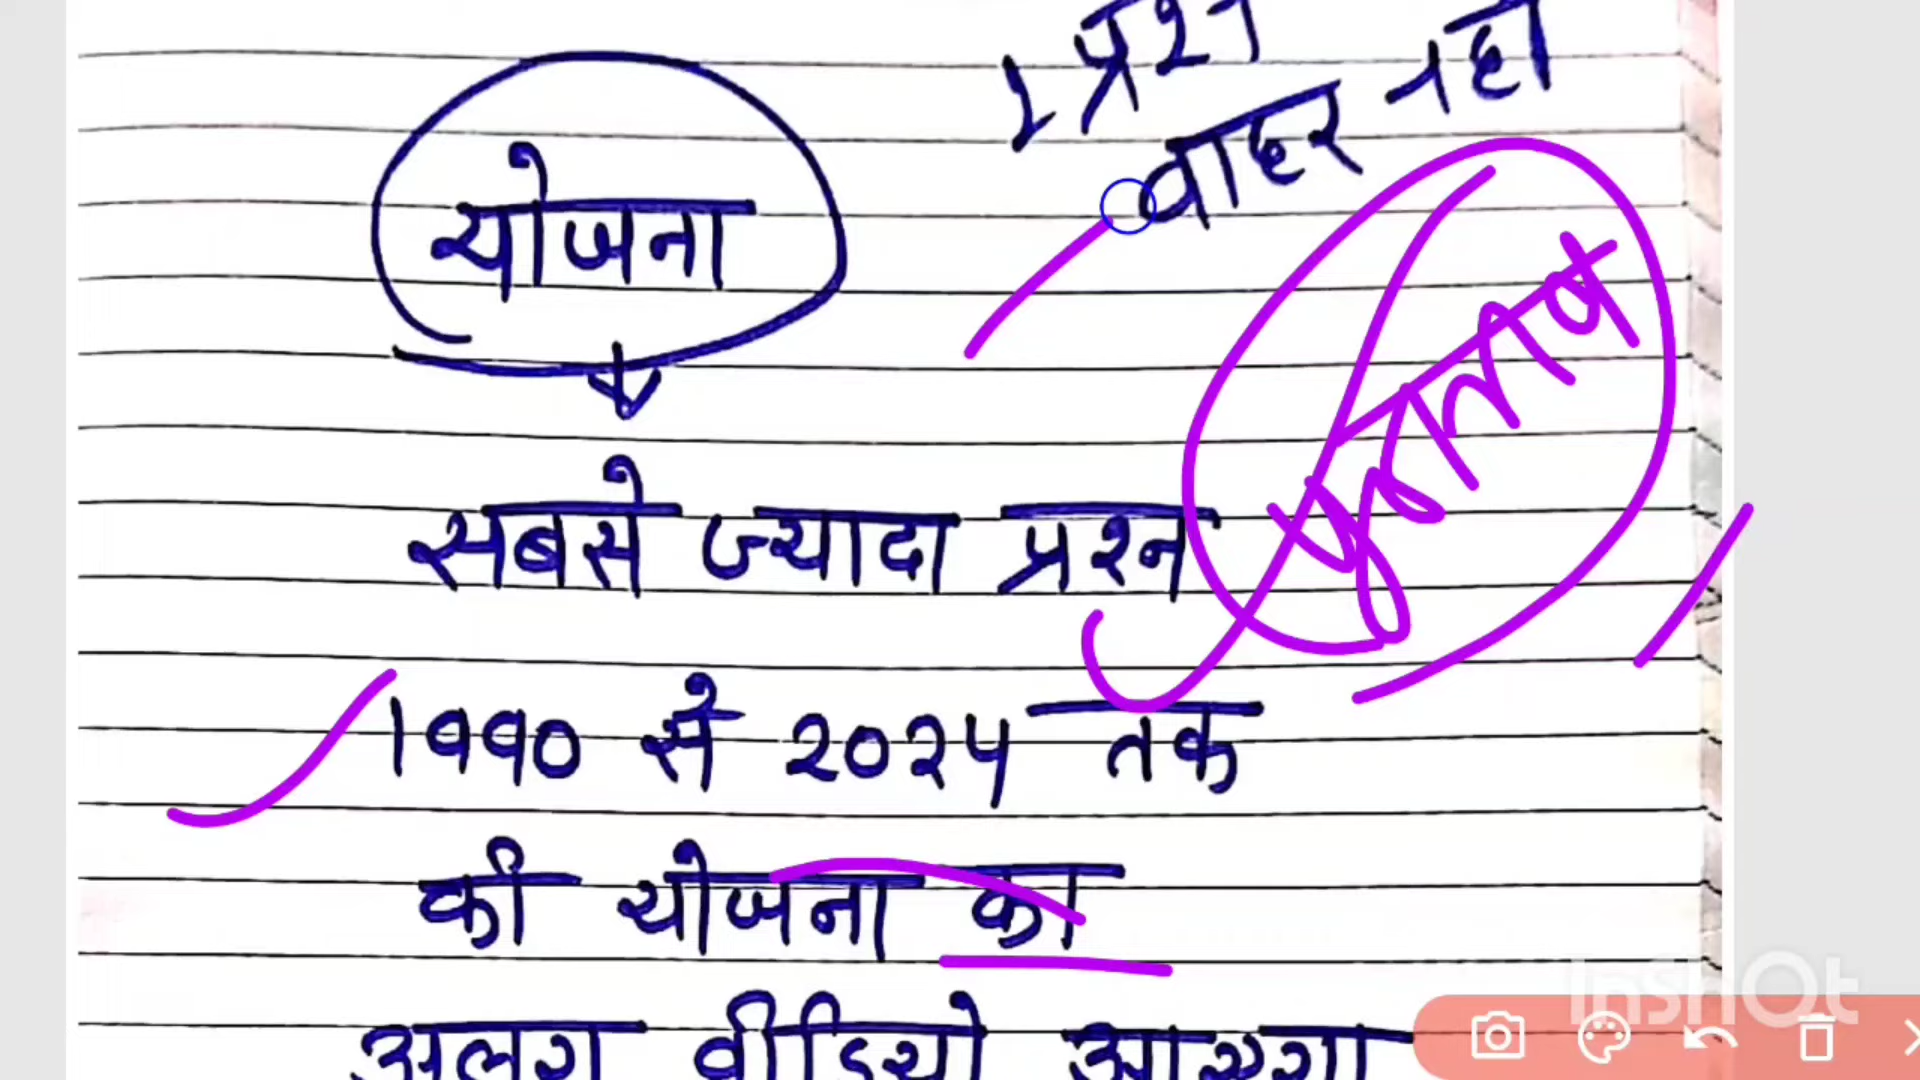 1 प्रश्न
बाहर नही
योजना
सबसे ज्यादा प्रश्न
1990 से 2024 तक
की योजना का
अलग वीडियो आएगा
InShOt